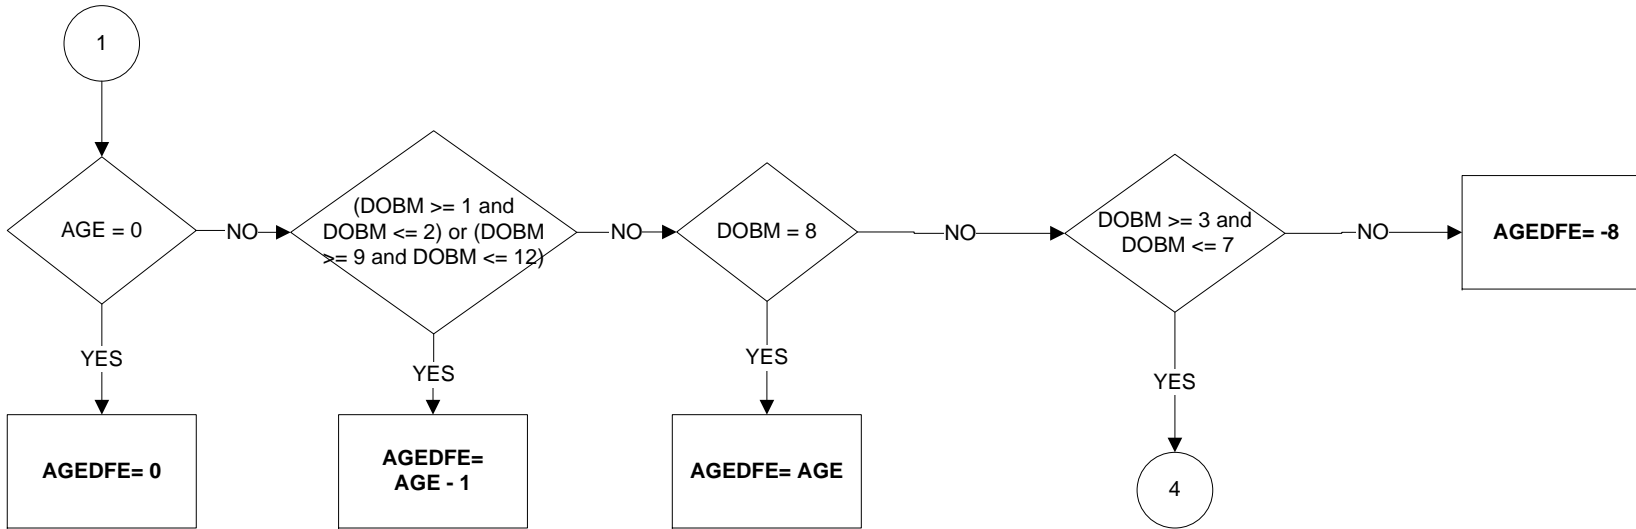 1
AGE = 0
NO
(DOBM >= 1 and
DOBM <= 2) or (DOBM
>= 9 and DOBM <= 12)
NO
DOBM = 8
NO
DOBM >= 3 and
DOBM <= 7
NO
AGEDFE= -8
YES
YES
YES
YES
AGEDFE= 0
AGEDFE=
AGE - 1
AGEDFE= AGE
4